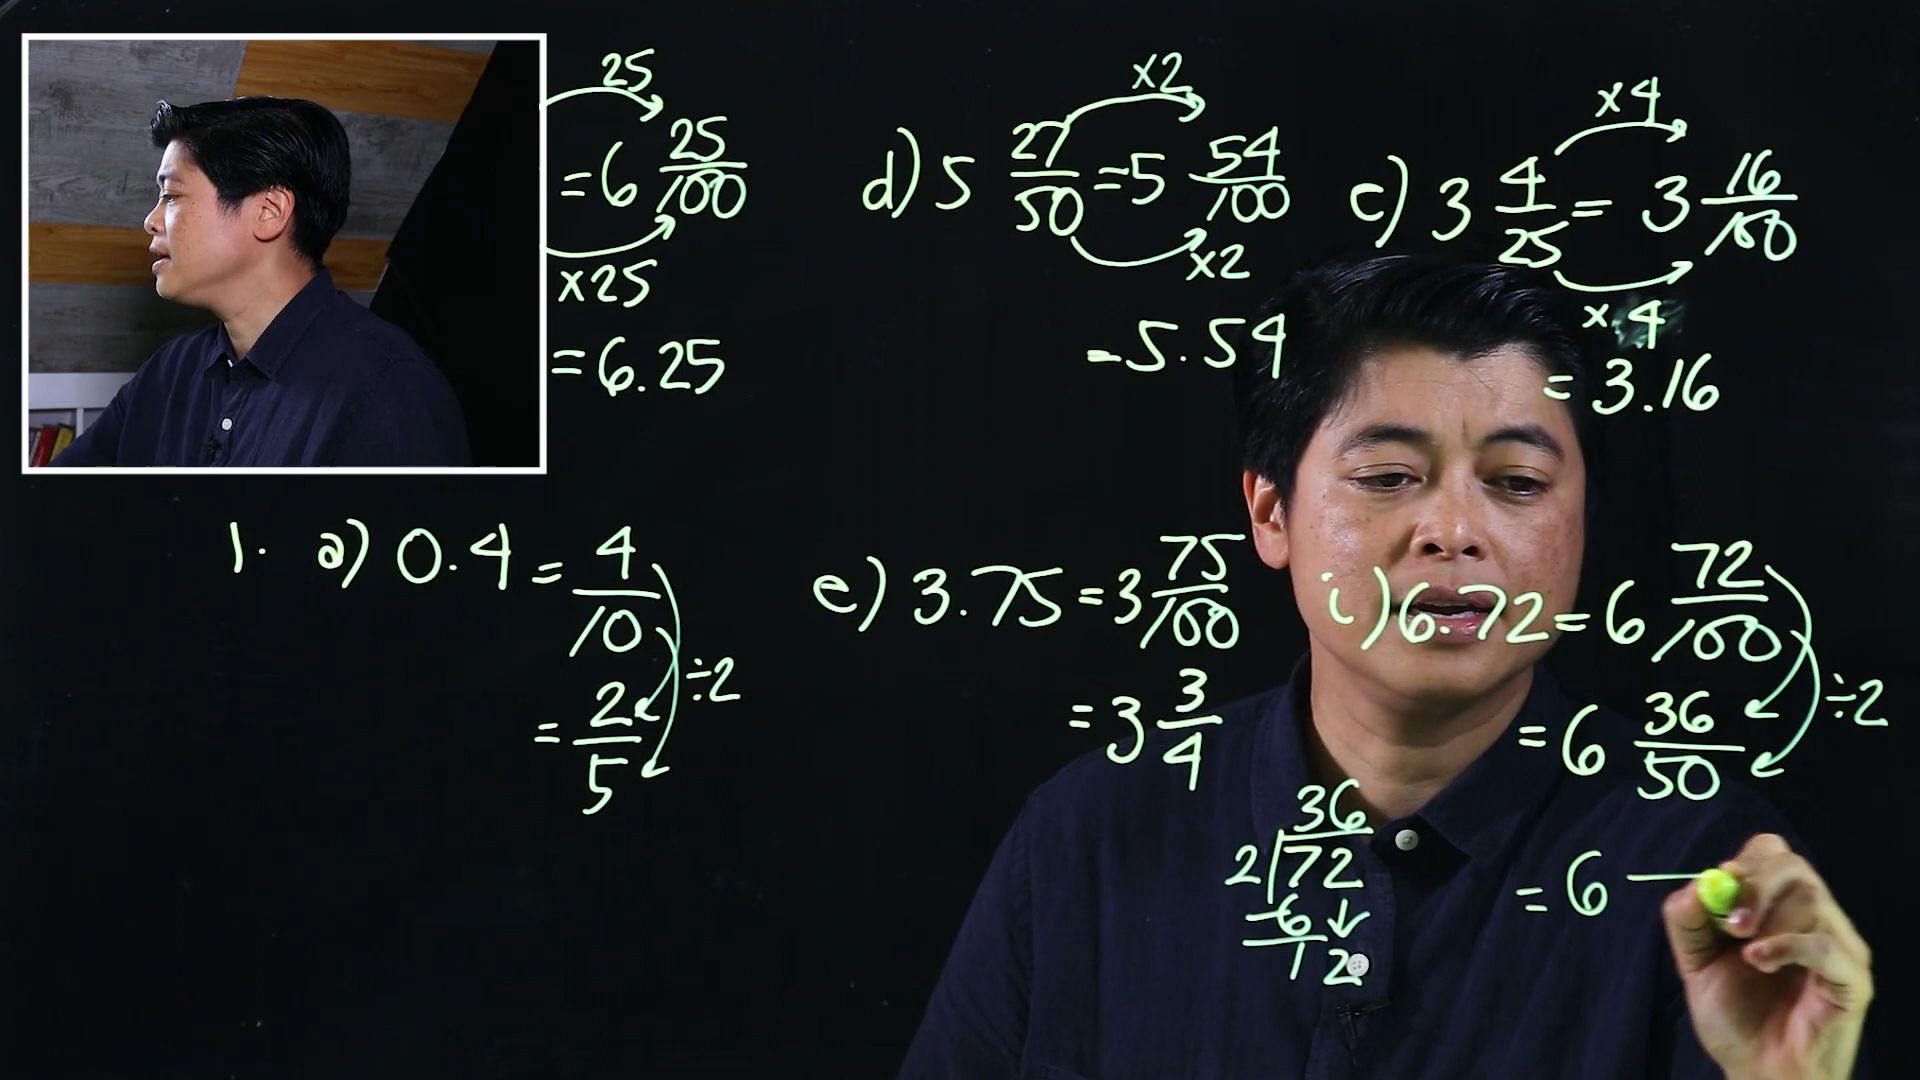 25
= 6 25/100
x25
= 6.25
x2
d) 5 27/50 = 5 54/100
x2
= 5.54
x4
c) 3 4/25 = 3 16/100
x 4
= 3.16
1. a) 0.4 = 4/10
÷2
= 2/5
e) 3.75 = 3 75/100
= 3 3/4
i) 6.72 = 6 72/100
÷2
= 6 36/50
= 6
36
2 72
-6
12